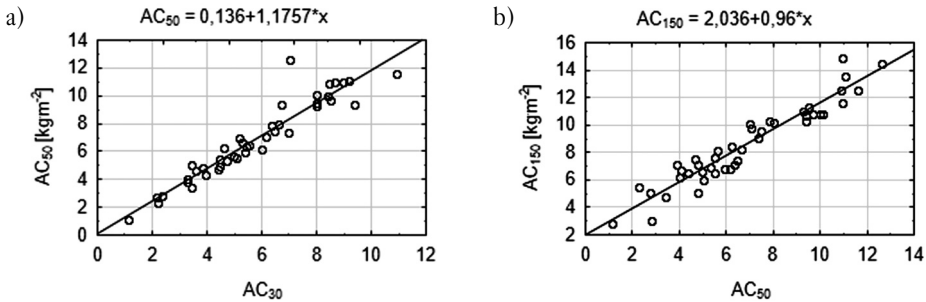 a)
AC50 = 0,136+1,1757*x
14
12
10
8
6
4
2
0
AC50 [kgm-2]
0 2 4 6 8 10 12
AC30
b)
AC150 = 2,036+0,96*x
16
14
12
10
8
6
4
2
AC150 [kgm-2]
0 2 4 6 8 10 12 14
AC50